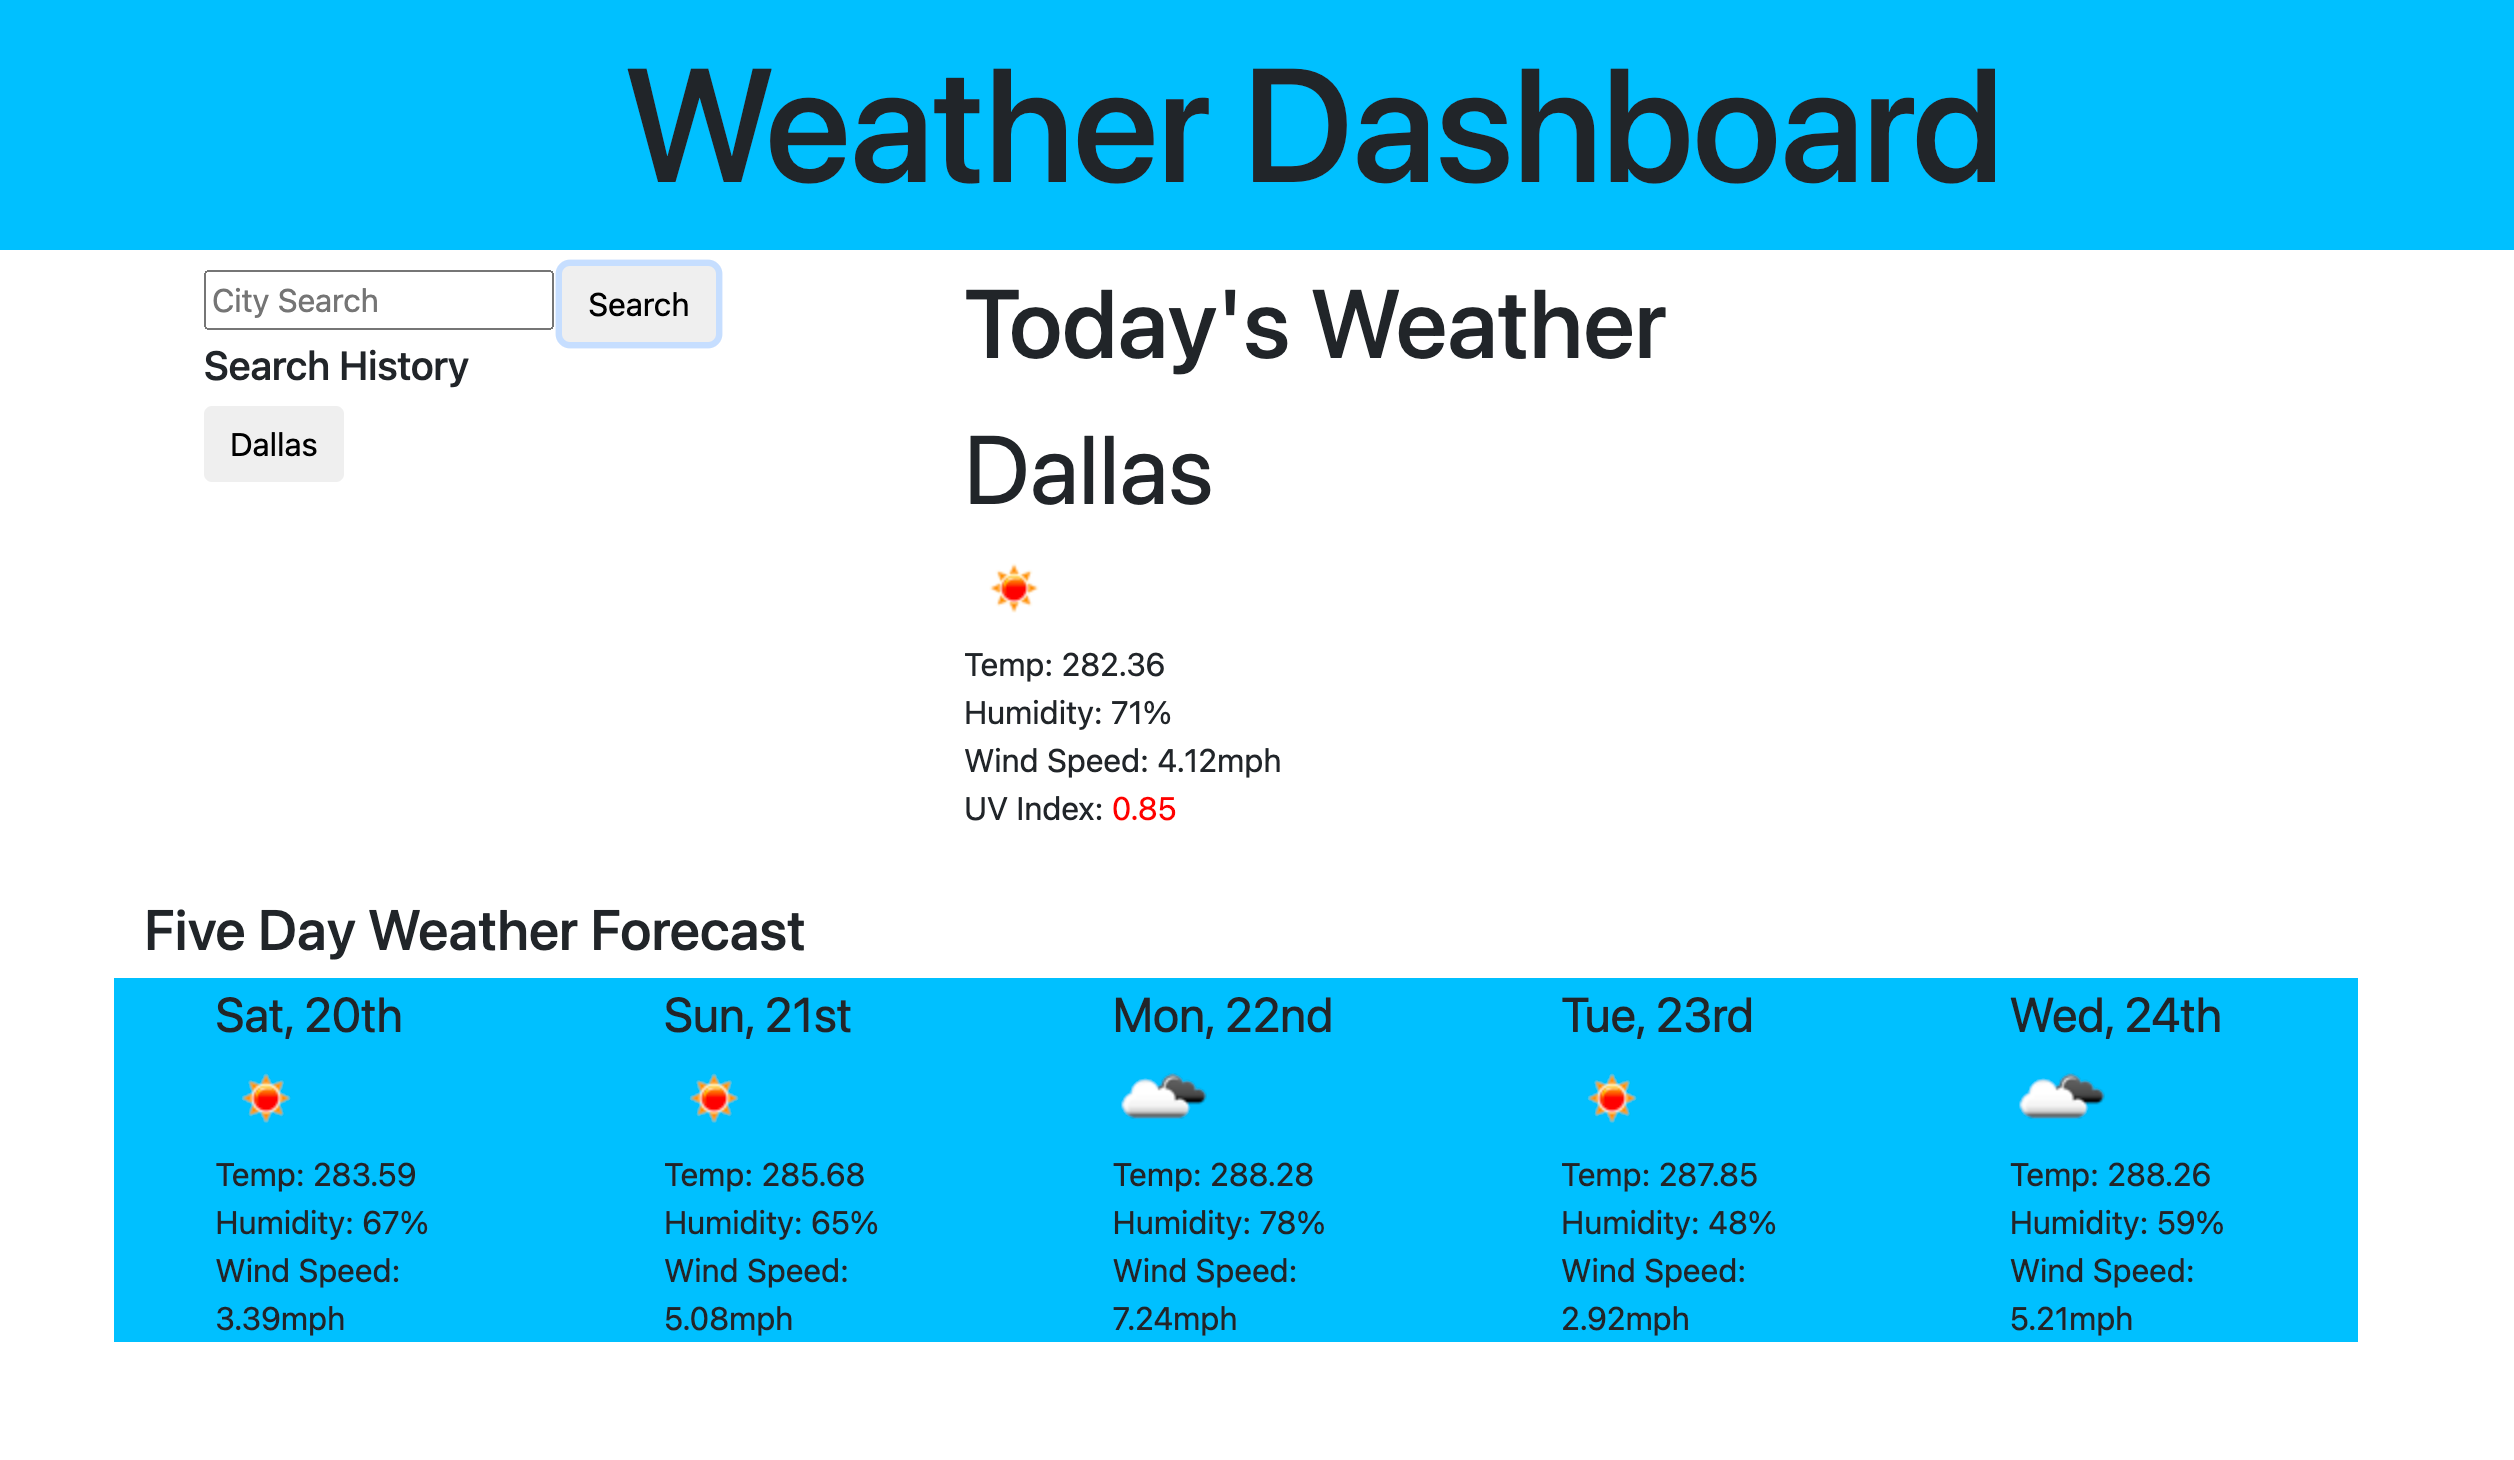 Weather Dashboard
City Search
Search
Search History
Dallas
Today's Weather
Dallas
Temp: 282.36
Humidity: 71%
Wind Speed: 4.12mph
UV Index: 0.85
Five Day Weather Forecast
Sat, 20th
Temp: 283.59
Humidity: 67%
Wind Speed:
3.39mph
Sun, 21st
Temp: 285.68
Humidity: 65%
Wind Speed:
5.08mph
Mon, 22nd
Temp: 288.28
Humidity: 78%
Wind Speed:
7.24mph
Tue, 23rd
Temp: 287.85
Humidity: 48%
Wind Speed:
2.92mph
Wed, 24th
Temp: 288.26
Humidity: 59%
Wind Speed:
5.21mph